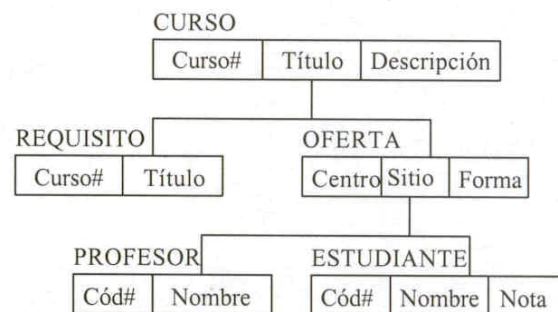 CURSO
Curso# Título Descripción
REQUISITO OFERTA
Curso# Título Centro Sitio Forma
PROFESOR ESTUDIANTE
Cód# Nombre Cód# Nombre Nota